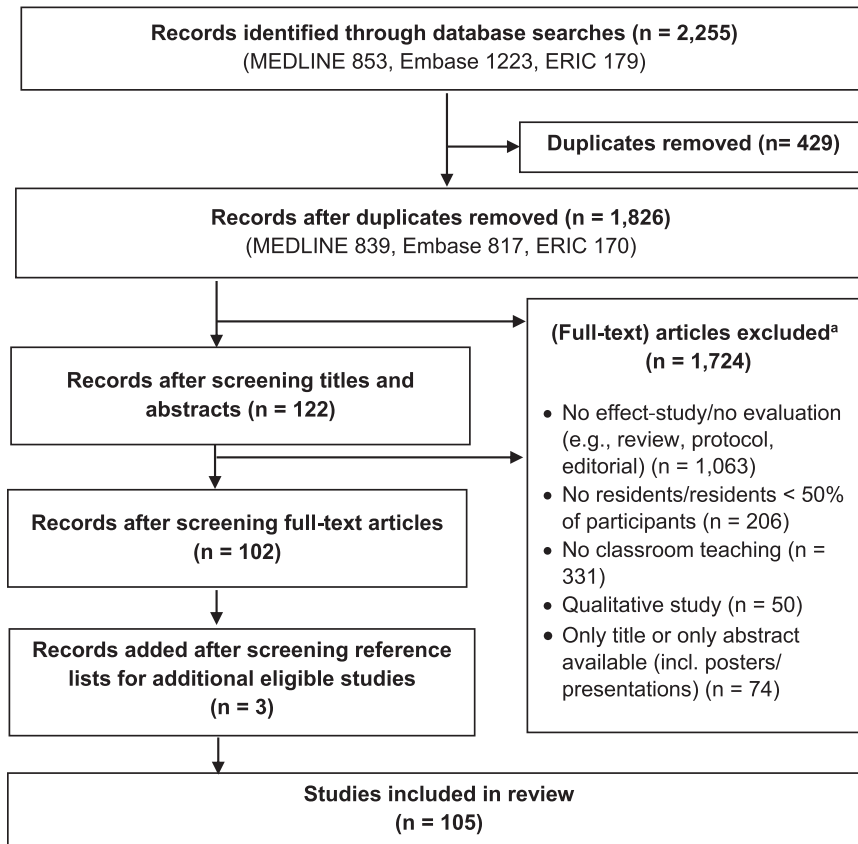 Records identified through database searches (n = 2,255)
(MEDLINE 853, Embase 1223, ERIC 179)
Duplicates removed (n= 429)
Records after duplicates removed (n = 1,826)
(MEDLINE 839, Embase 817, ERIC 170)
(Full-text) articles excludedᵃ
(n = 1,724)
• No effect-study/no evaluation
(e.g., review, protocol,
editorial) (n = 1,063)
• No residents/residents < 50%
of participants (n = 206)
• No classroom teaching (n =
331)
• Qualitative study (n = 50)
• Only title or only abstract
available (incl. posters/
presentations) (n = 74)
Records after screening titles and
abstracts (n = 122)
Records after screening full-text articles
(n = 102)
Records added after screening reference
lists for additional eligible studies
(n = 3)
Studies included in review
(n = 105)